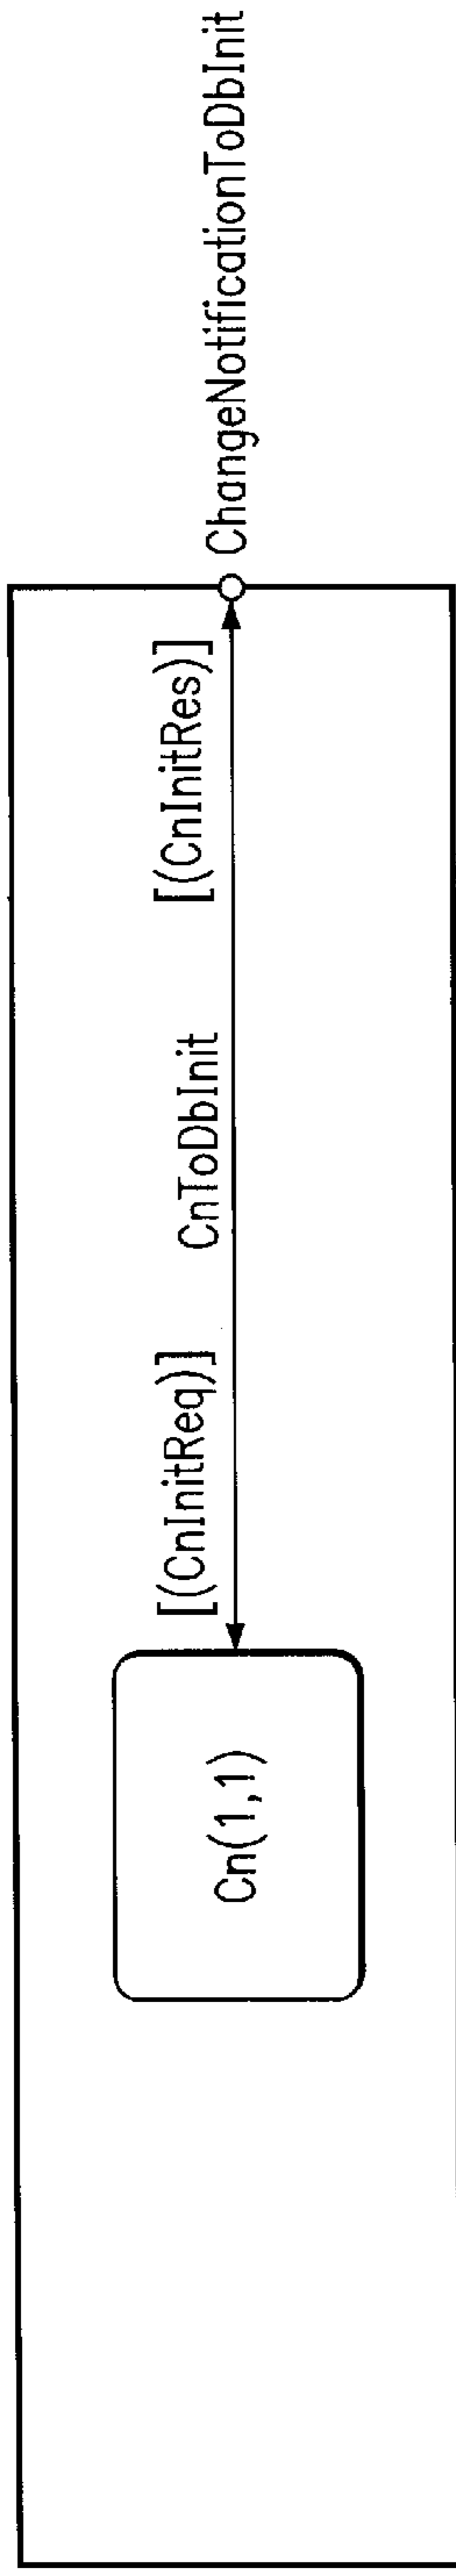 Cn(1,1)
[(CnInitReq)]
CnToDbInit
[(CnInitRes)]
ChangeNotificationToDbInit